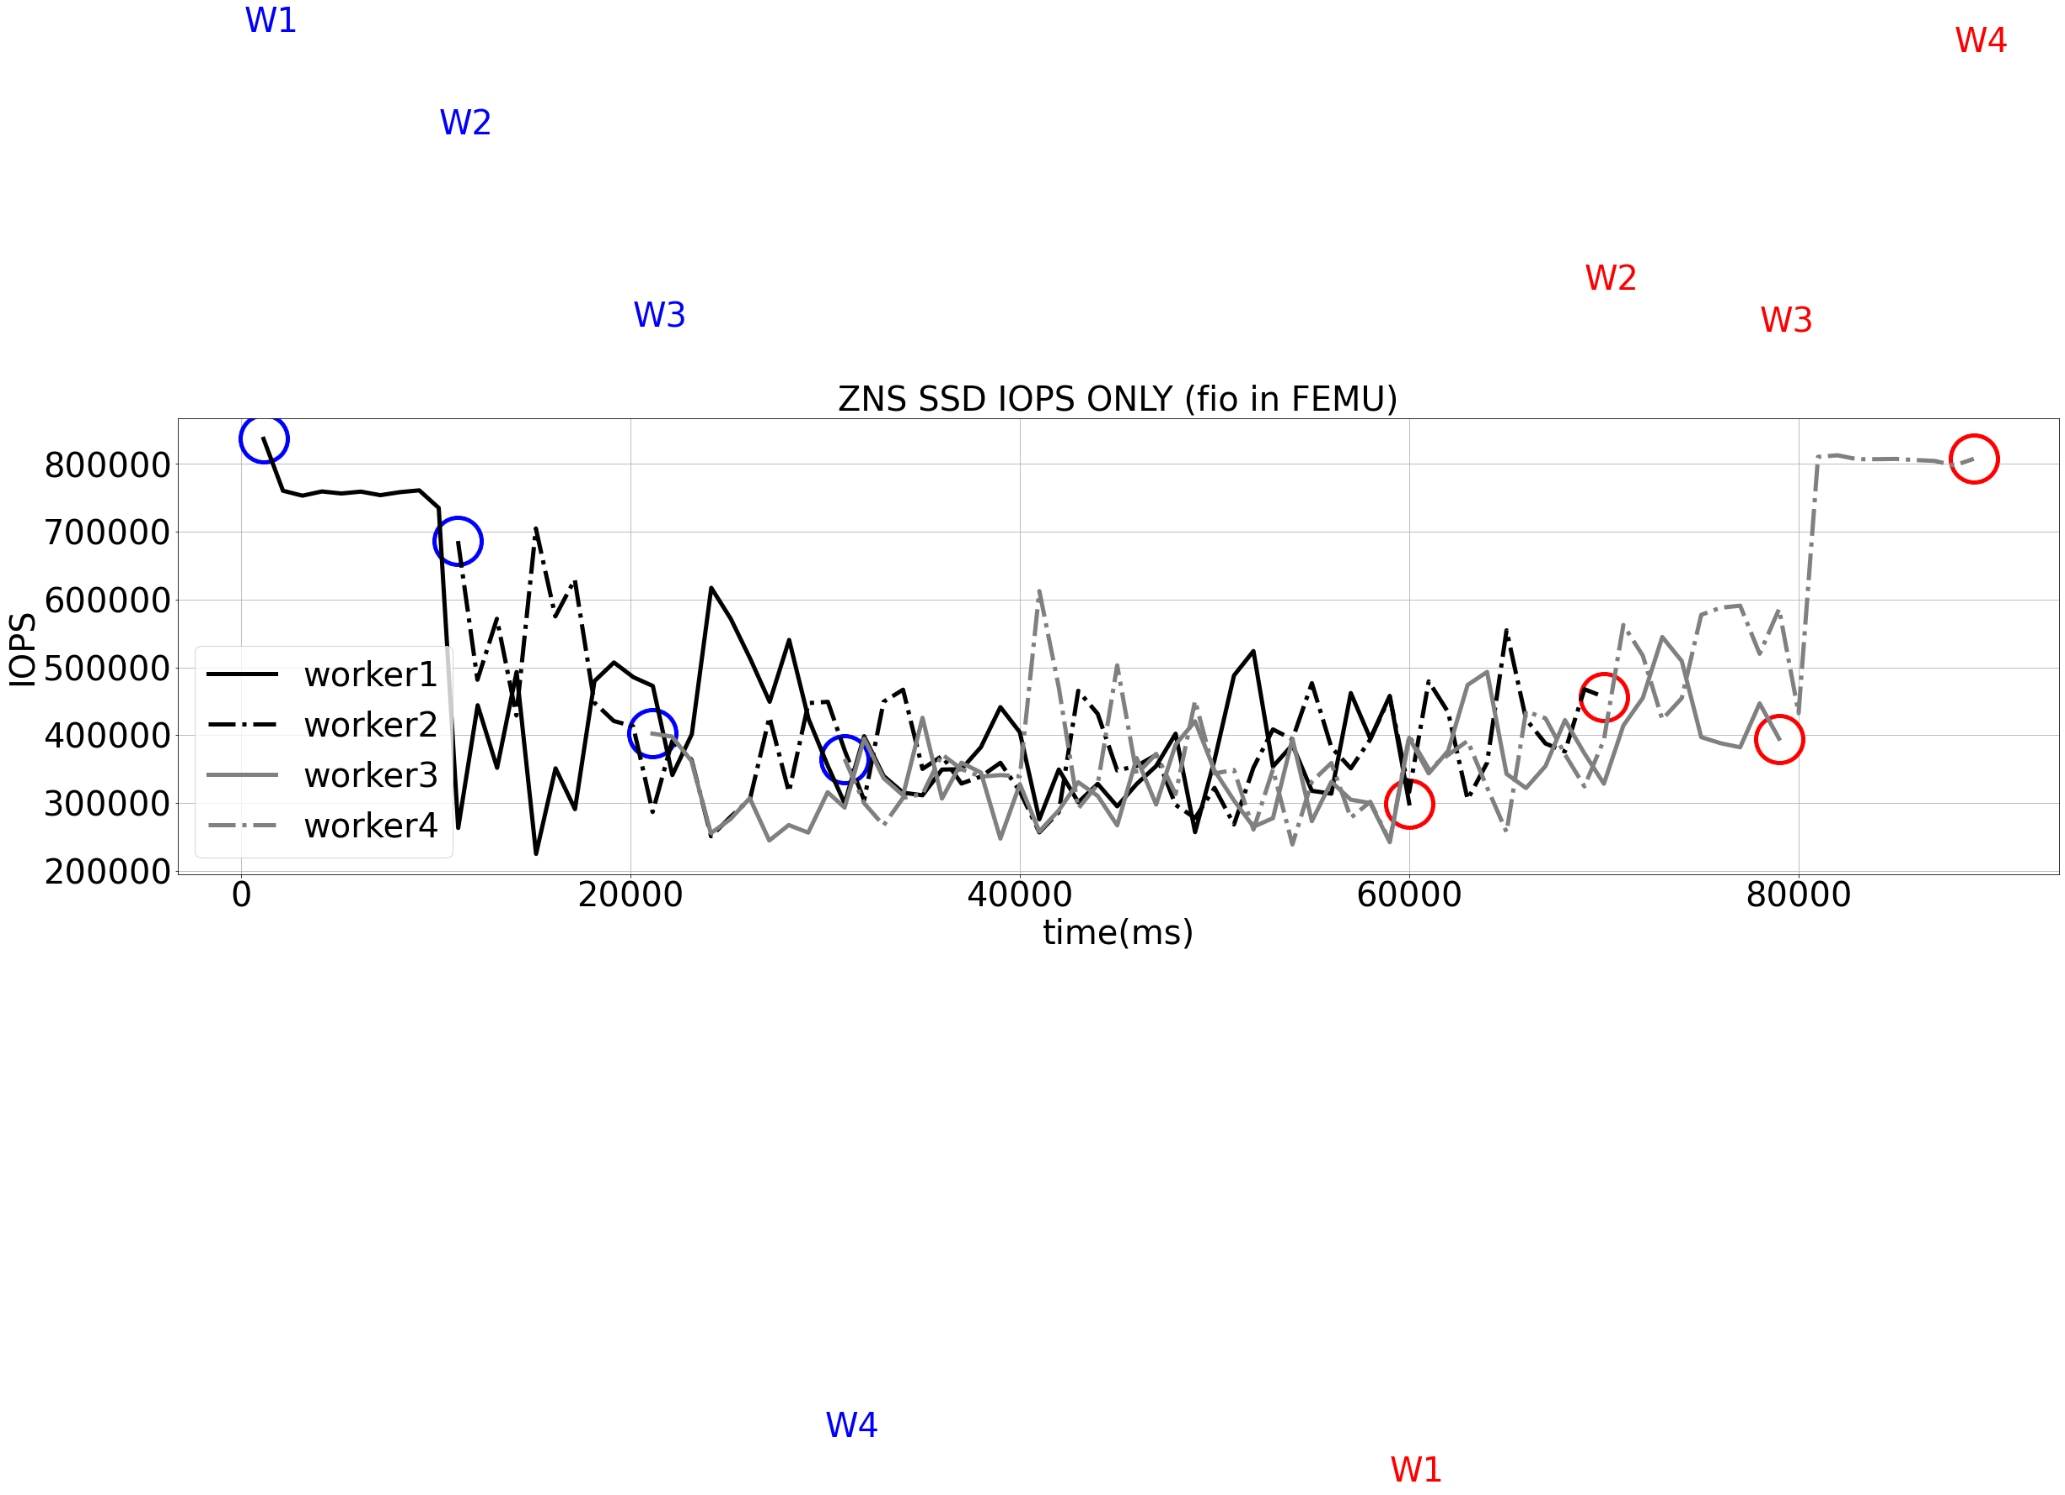 W1
W4
W2
W2
W3
W3
ZNS SSD IOPS ONLY (fio in FEMU)
IOPS
800000
700000
600000
500000
400000
300000
200000
worker1
worker2
worker3
worker4
0 20000 40000 60000 80000
time(ms)
W4
W1